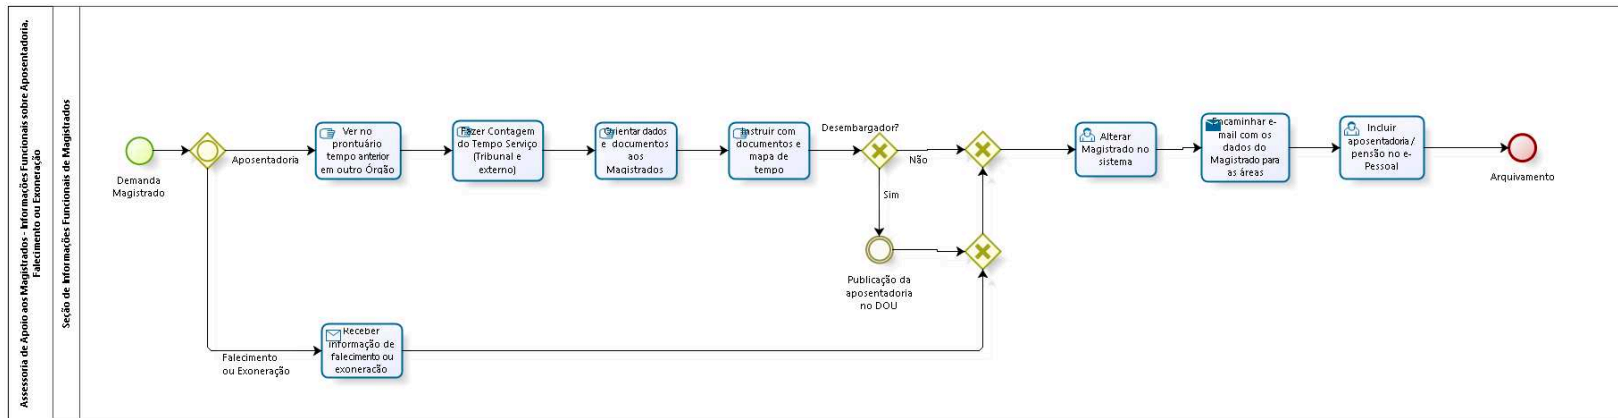 Assessoria de Apoio aos Magistrados - Informações Funcionais sobre Aposentadoria,
Falecimento ou Exoneração
Seção de Informações Funcionais de Magistrados
Demanda
Magistrado
Aposentadoria
Ver no
prontuário
tempo anterior
em outro Órgão
Fazer Contagem
do Tempo Serviço
(Tribunal e
externo)
Orientar dados
e documentos
aos
Magistrados
Instruir com
documentos e
mapa de
tempo
Desembargador?
Não
Sim
Publicação da
aposentadoria
no DOU
Alterar
Magistrado no
sistema
Encaminhar e-
mail com os
dados do
Magistrado para
as áreas
Incluir
aposentadoria /
pensão no e-
Pessoal
Arquivamento
Falecimento
ou Exoneração
Receber
informação de
falecimento ou
exoneração